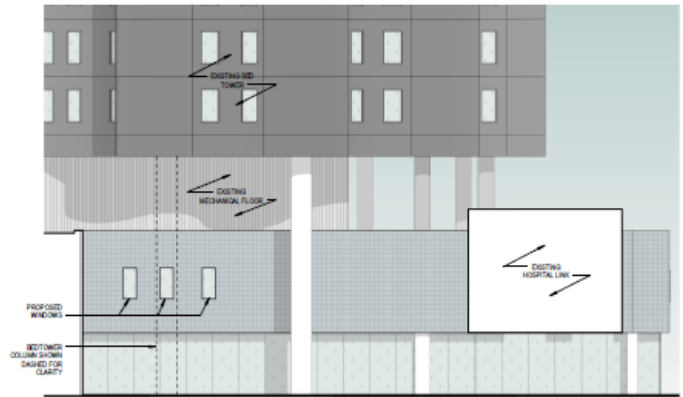 EXISTING BED
TOWER
EXISTING
MECHANICAL FLOOR
EXISTING
HOSPITAL LINK
PROPOSED
WINDOWS
BEDTOWER
COLUMN SHOWN
DASHED FOR
CLARITY